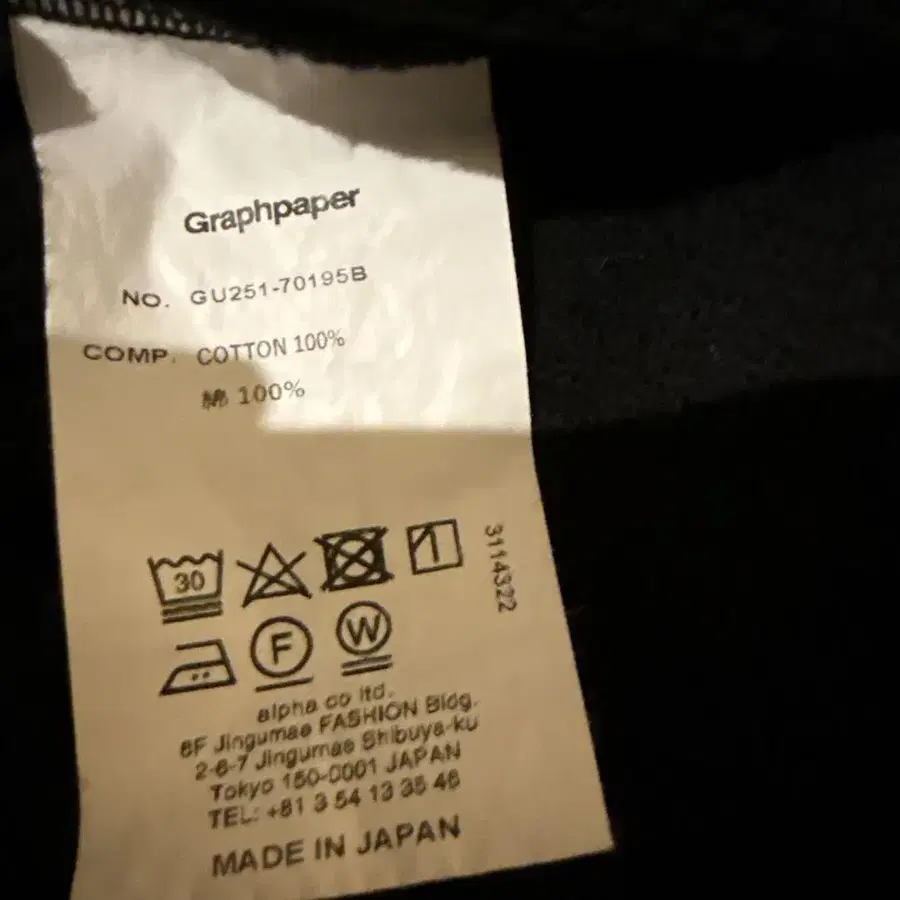 Graphpaper
NO. GU251-70195B
COMP. COTTON 100%
綿 100%
30
3114322
F
W
alpha co ltd.
6F Jingumae FASHION Bldg.
2-6-7 Jingumae Shibuya-ku
Tokyo 150-0001 JAPAN
TEL: +81 3 54 13 35 46
MADE IN JAPAN